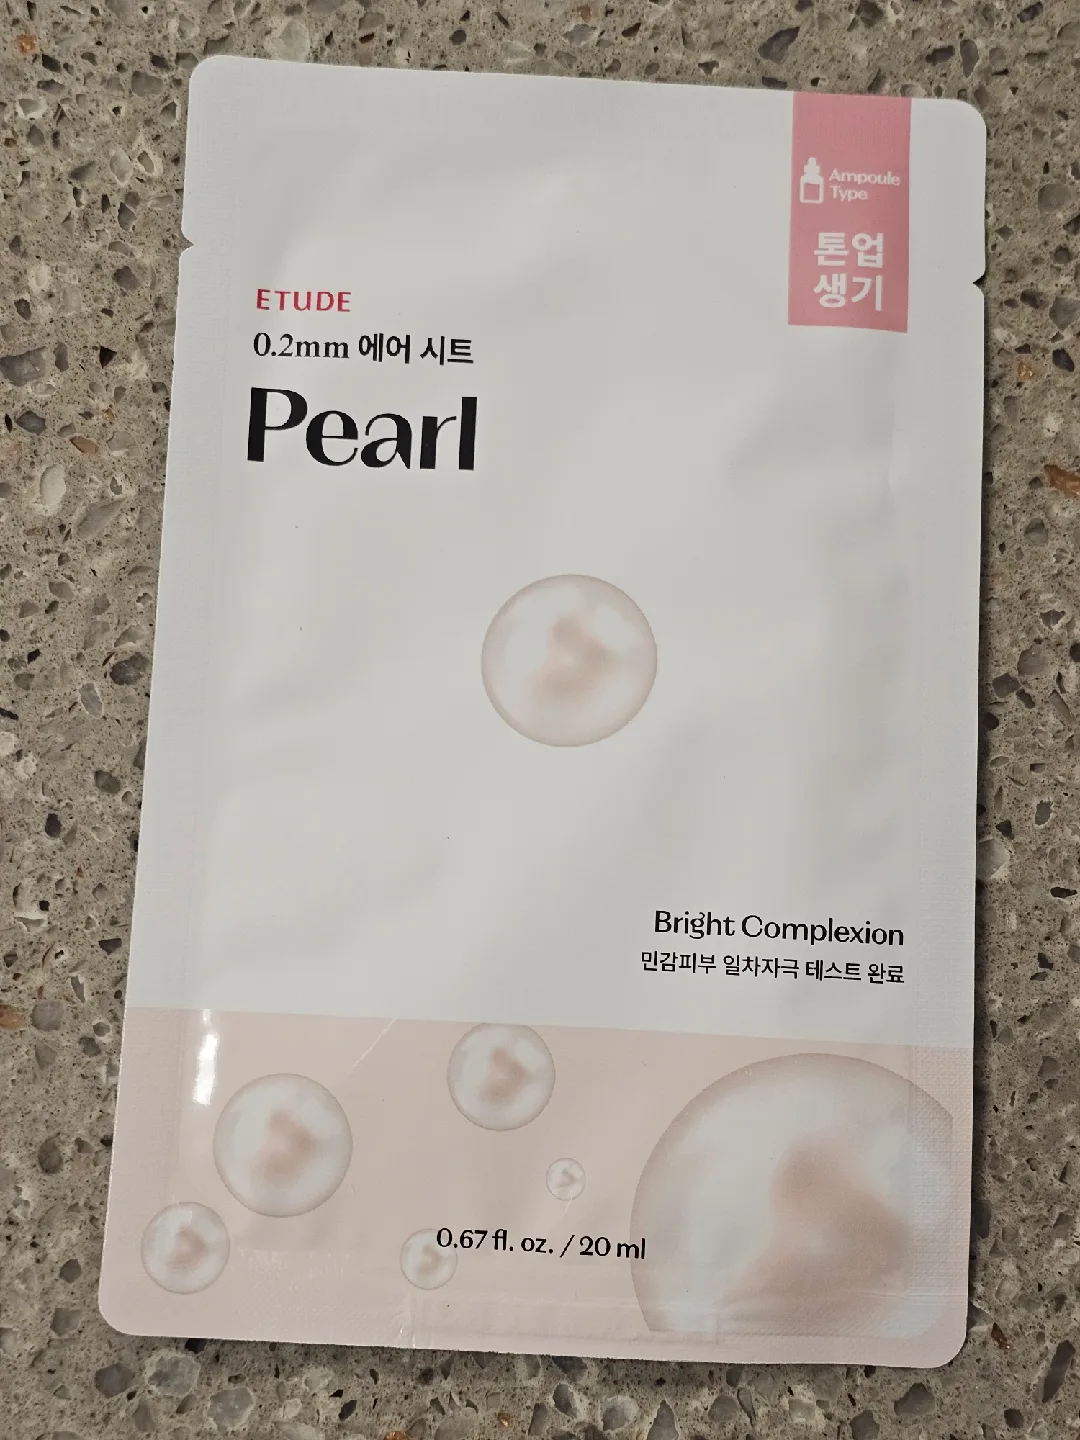 Ampoule
Type
톤업
생기
ETUDE
0.2mm 에어 시트
Pearl
Bright Complexion
민감피부 일차자극 테스트 완료
0.67 fl. oz. / 20 ml